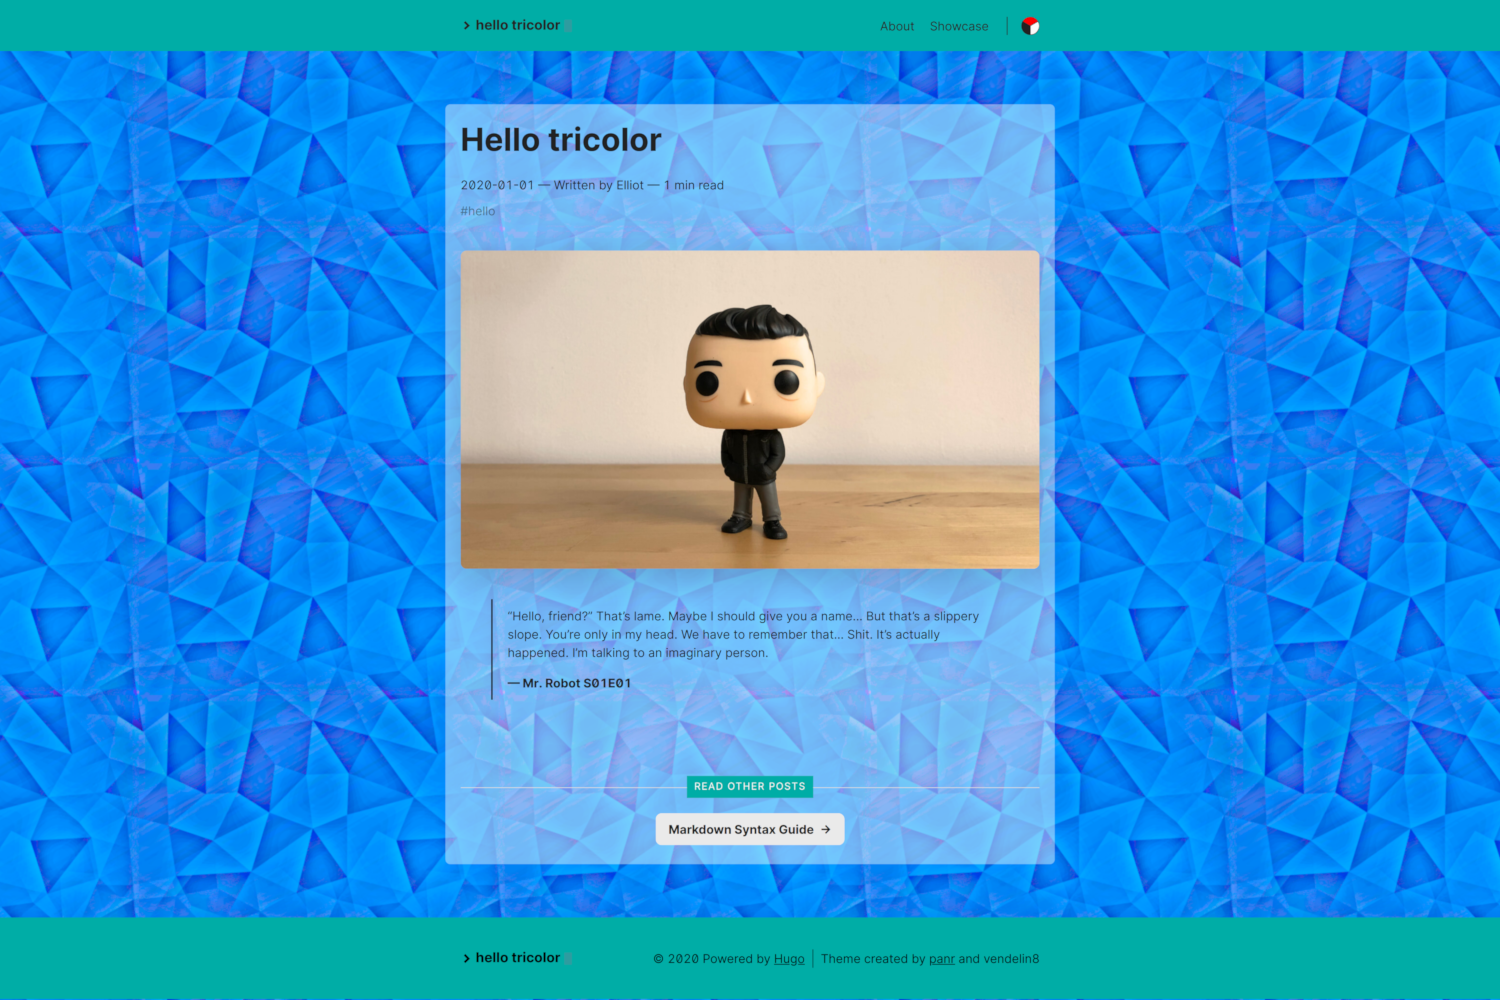 hello tricolor
About Showcase
Hello tricolor
2020-01-01 — Written by Elliot — 1 min read
#hello
“Hello, friend?” That’s lame. Maybe I should give you a name... But that’s a slippery
slope. You’re only in my head. We have to remember that... Shit. It’s actually
happened. I’m talking to an imaginary person.
— Mr. Robot S01E01
READ OTHER POSTS
Markdown Syntax Guide →
hello tricolor
© 2020 Powered by Hugo
Theme created by panr and vendelin8